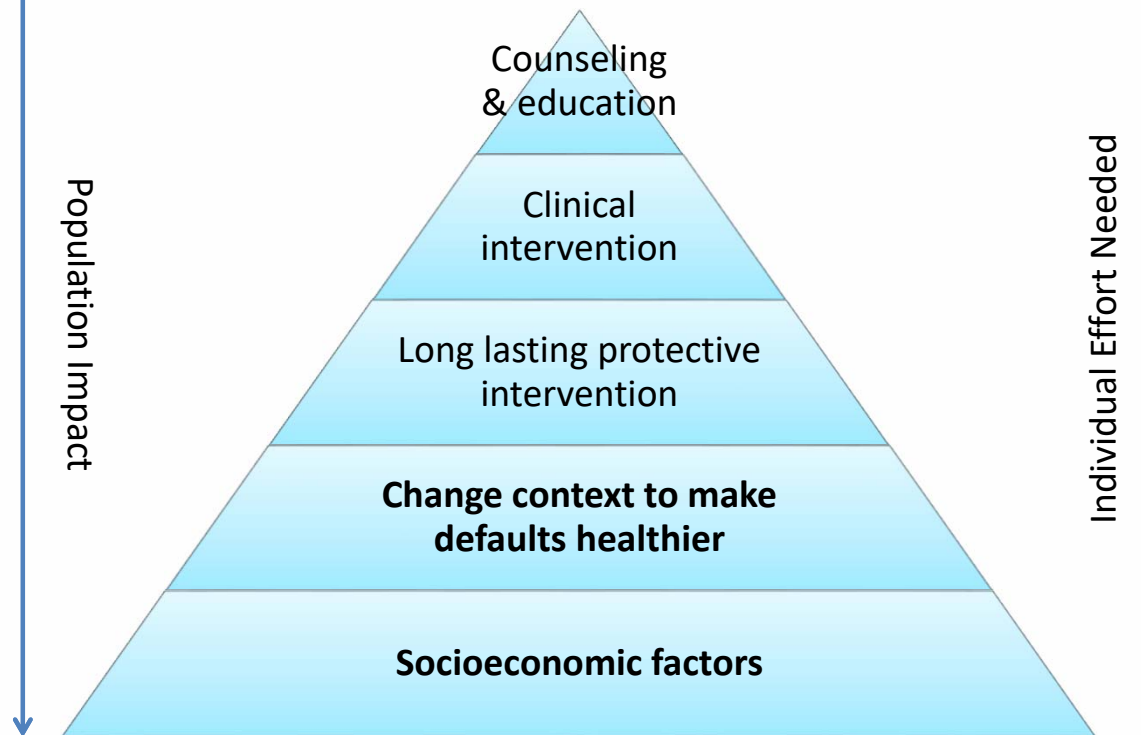 Counseling
& education
Clinical
intervention
Long lasting protective
intervention
Change context to make
defaults healthier
Socioeconomic factors
Population Impact
Individual Effort Needed